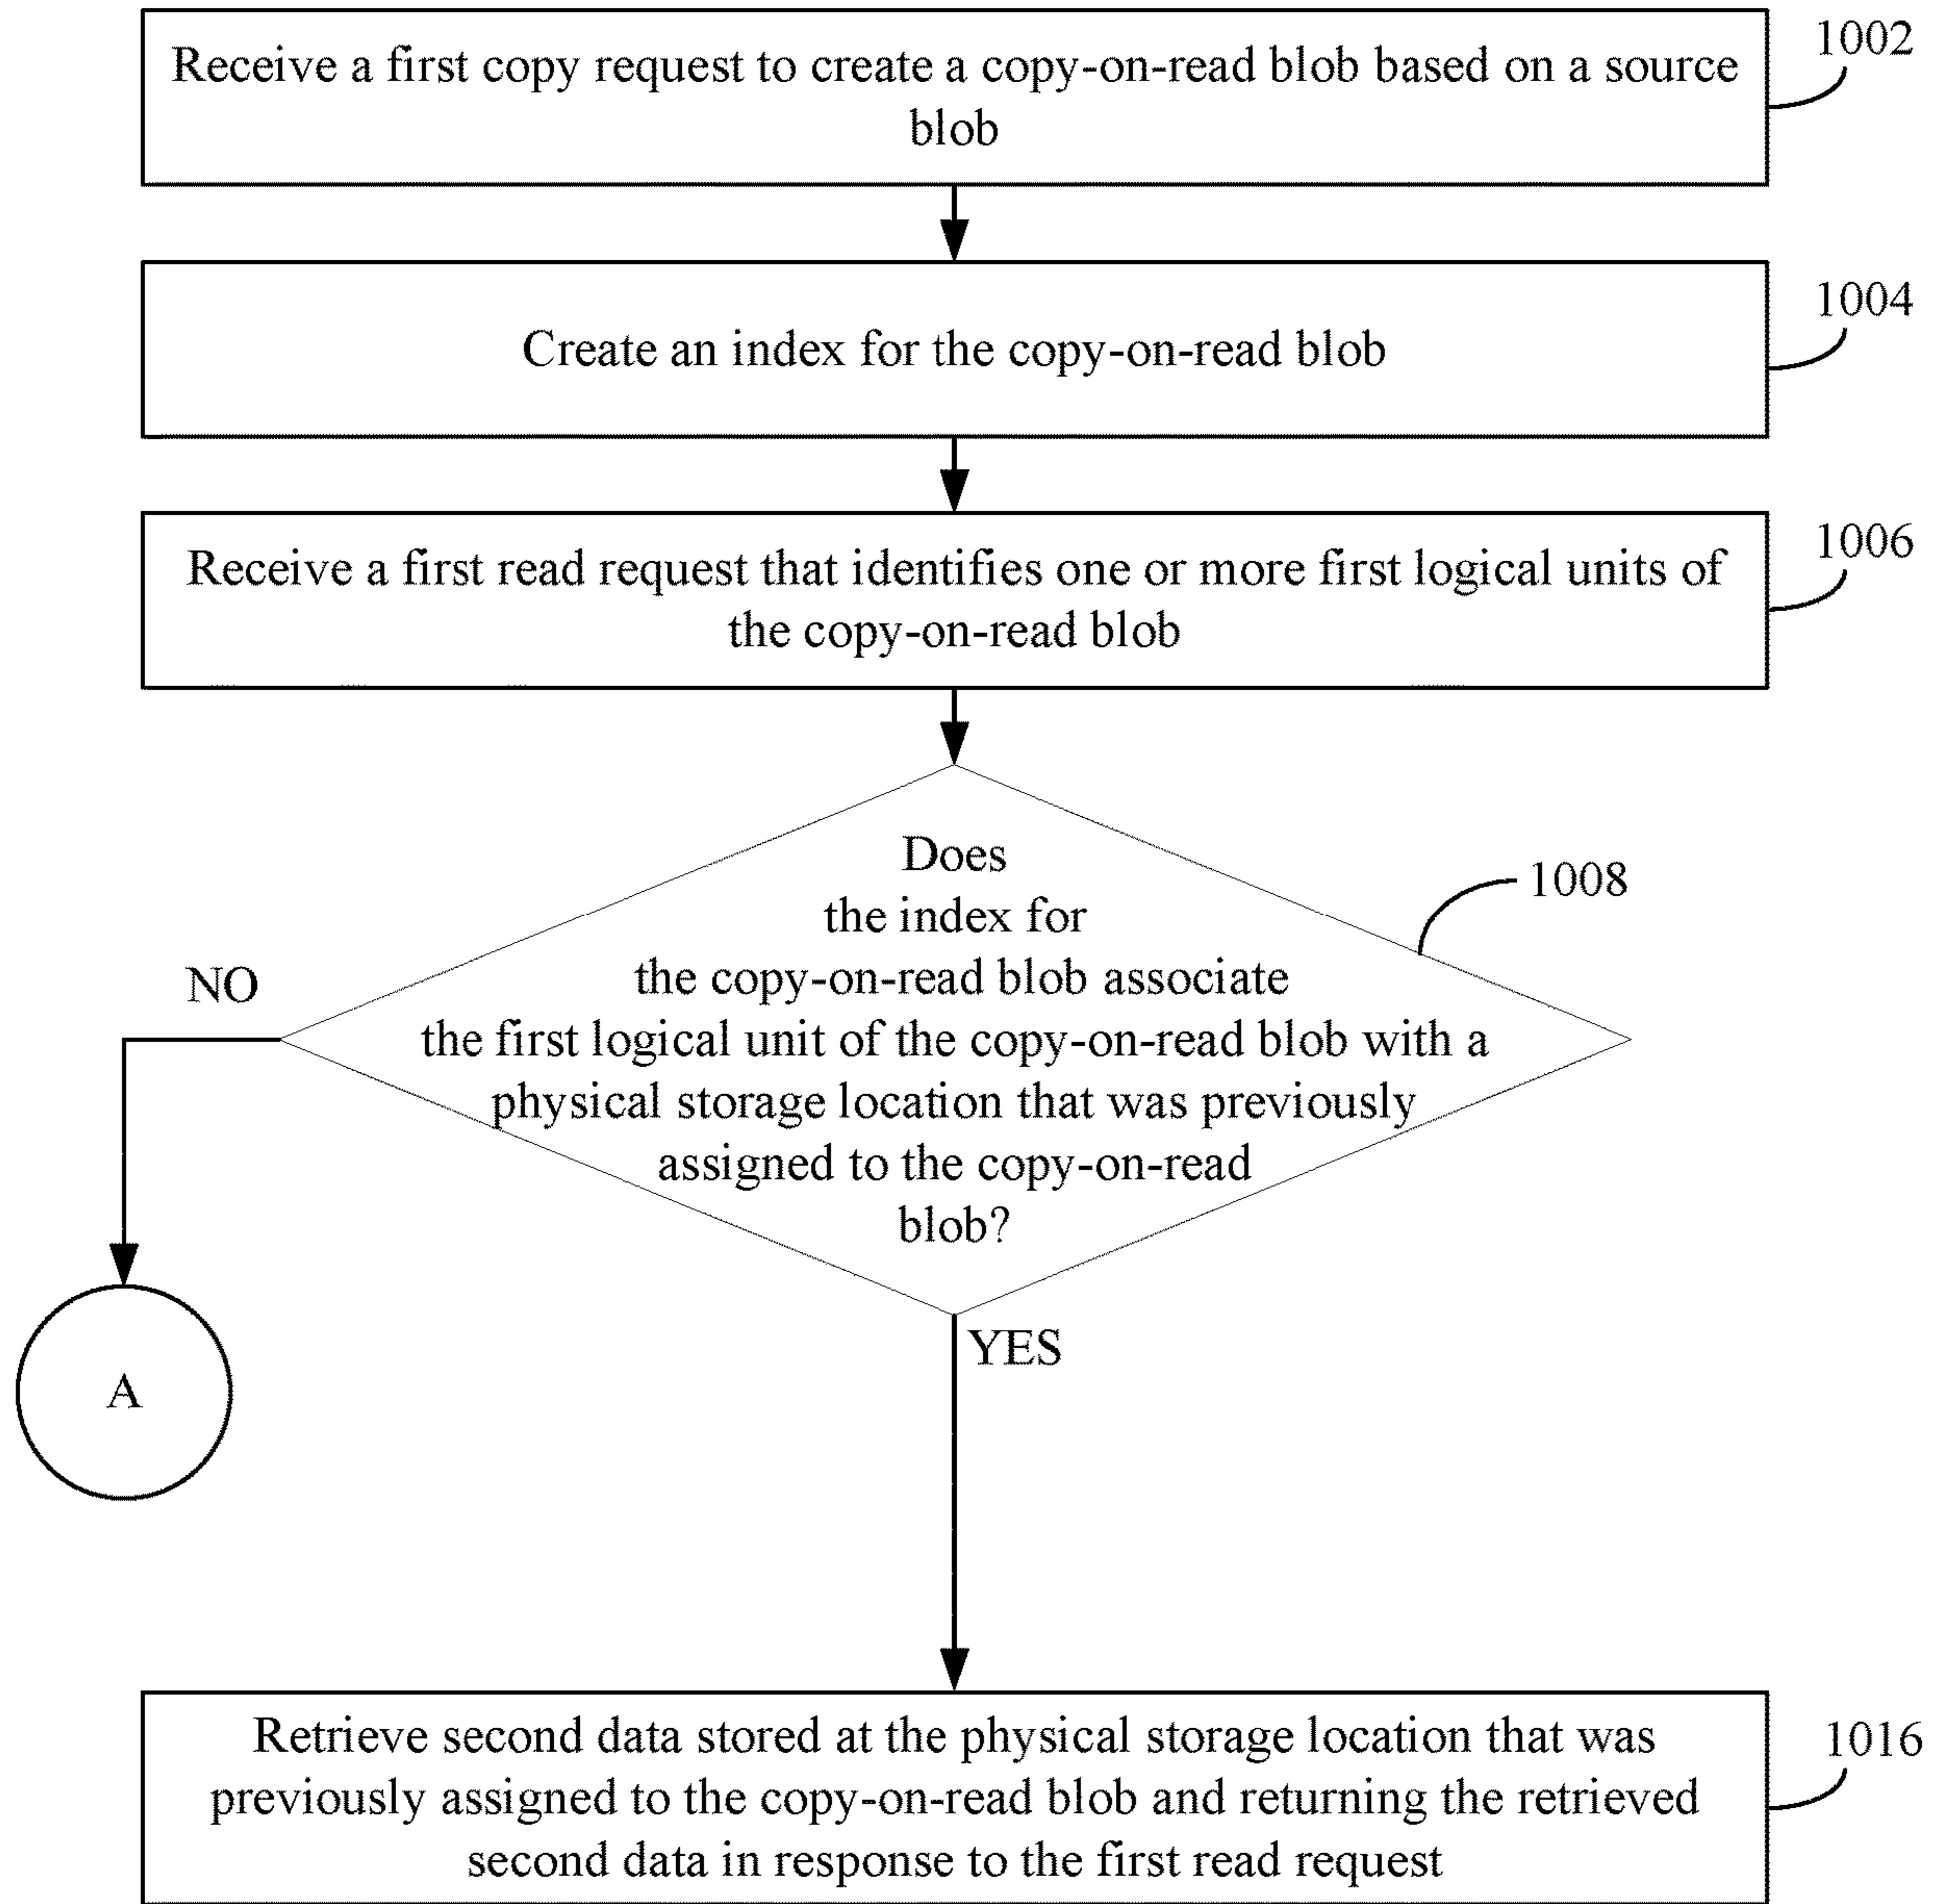 Receive a first copy request to create a copy-on-read blob based on a source
blob
1002
Create an index for the copy-on-read blob
1004
Receive a first read request that identifies one or more first logical units of
the copy-on-read blob
1006
Does
the index for
the copy-on-read blob associate
the first logical unit of the copy-on-read blob with a
physical storage location that was previously
assigned to the copy-on-read
blob?
1008
NO
A
YES
Retrieve second data stored at the physical storage location that was
previously assigned to the copy-on-read blob and returning the retrieved
second data in response to the first read request
1016